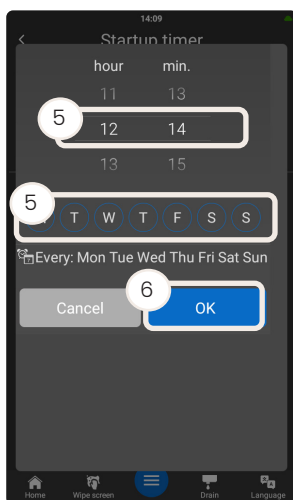 14:09
Startup timer
hour min.
11 13
5
12 14
13 15
5
T W T F S S
Every: Mon Tue Wed Thu Fri Sat Sun
6
Cancel OK
Home Wipe screen Drain Language